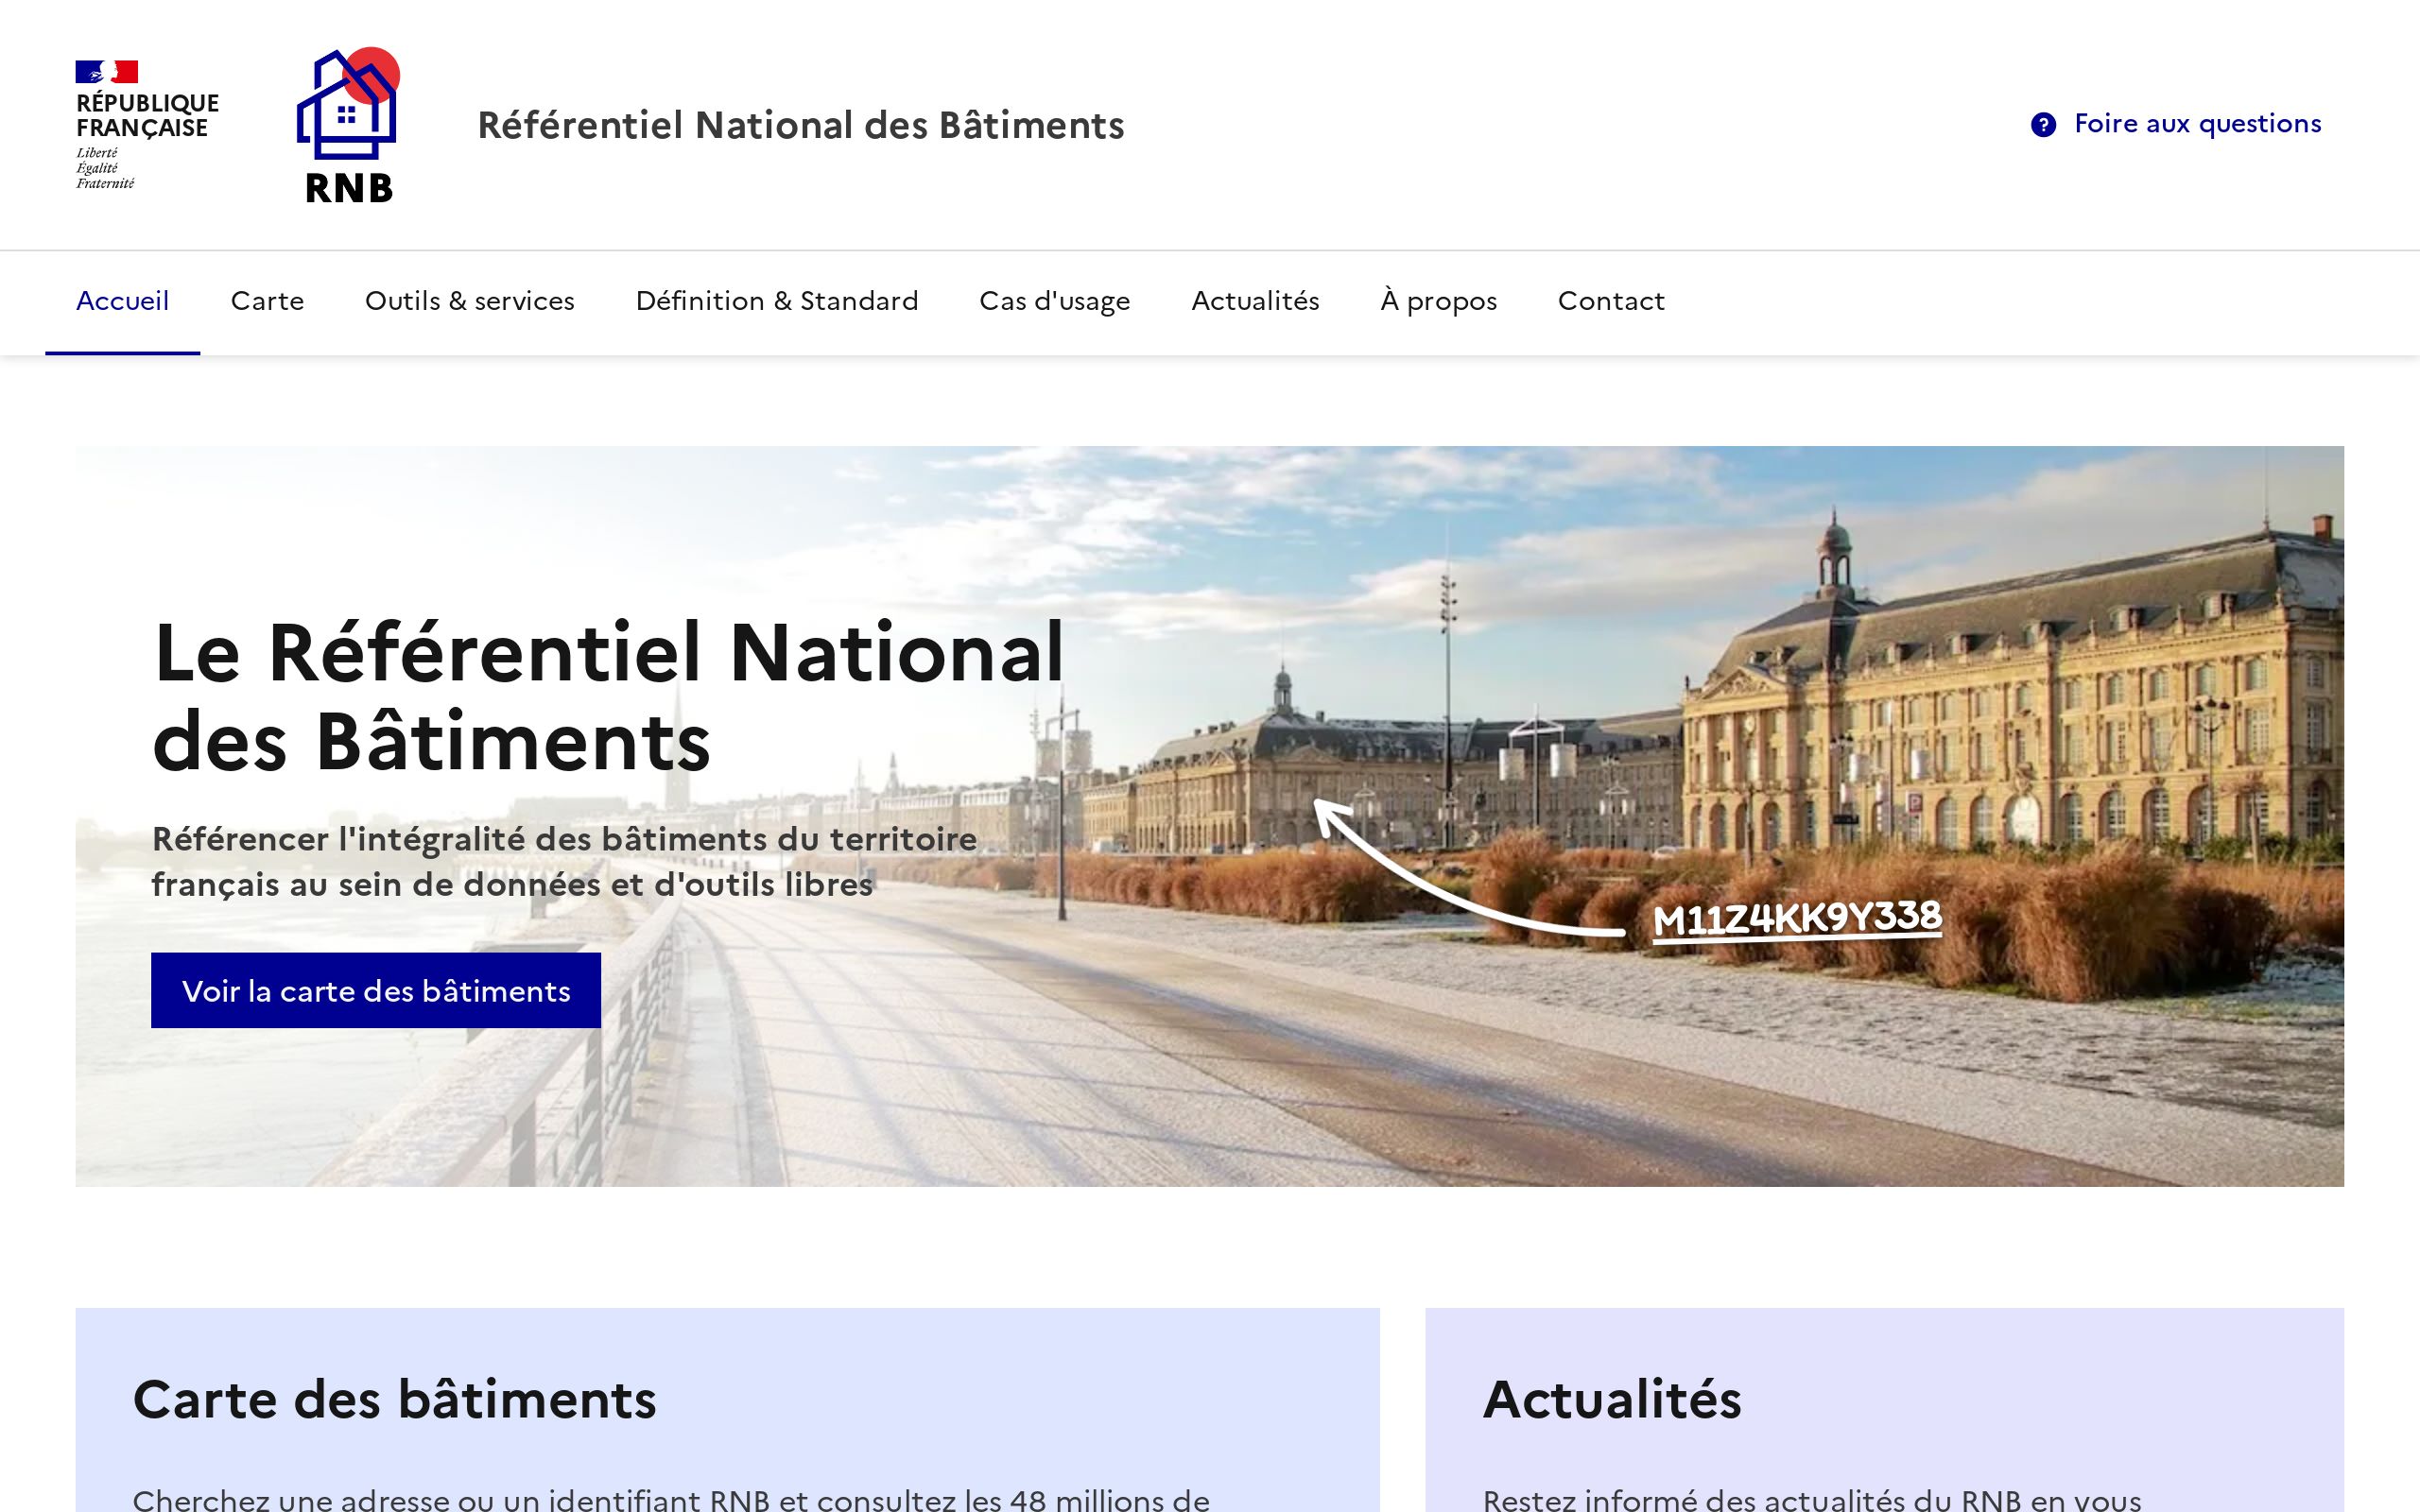 RÉPUBLIQUE
FRANÇAISE
Liberté
Égalité
Fraternité
RNB
Référentiel National des Bâtiments
Foire aux questions
Accueil Carte Outils & services Définition & Standard Cas d'usage Actualités À propos Contact
Le Référentiel National
des Bâtiments
Référencer l'intégralité des bâtiments du territoire
français au sein de données et d'outils libres
M11Z4KK9Y338
Voir la carte des bâtiments
Carte des bâtiments
Cherchez une adresse ou un identifiant RNB et consultez les 48 millions de
Actualités
Restez informé des actualités du RNB en vous